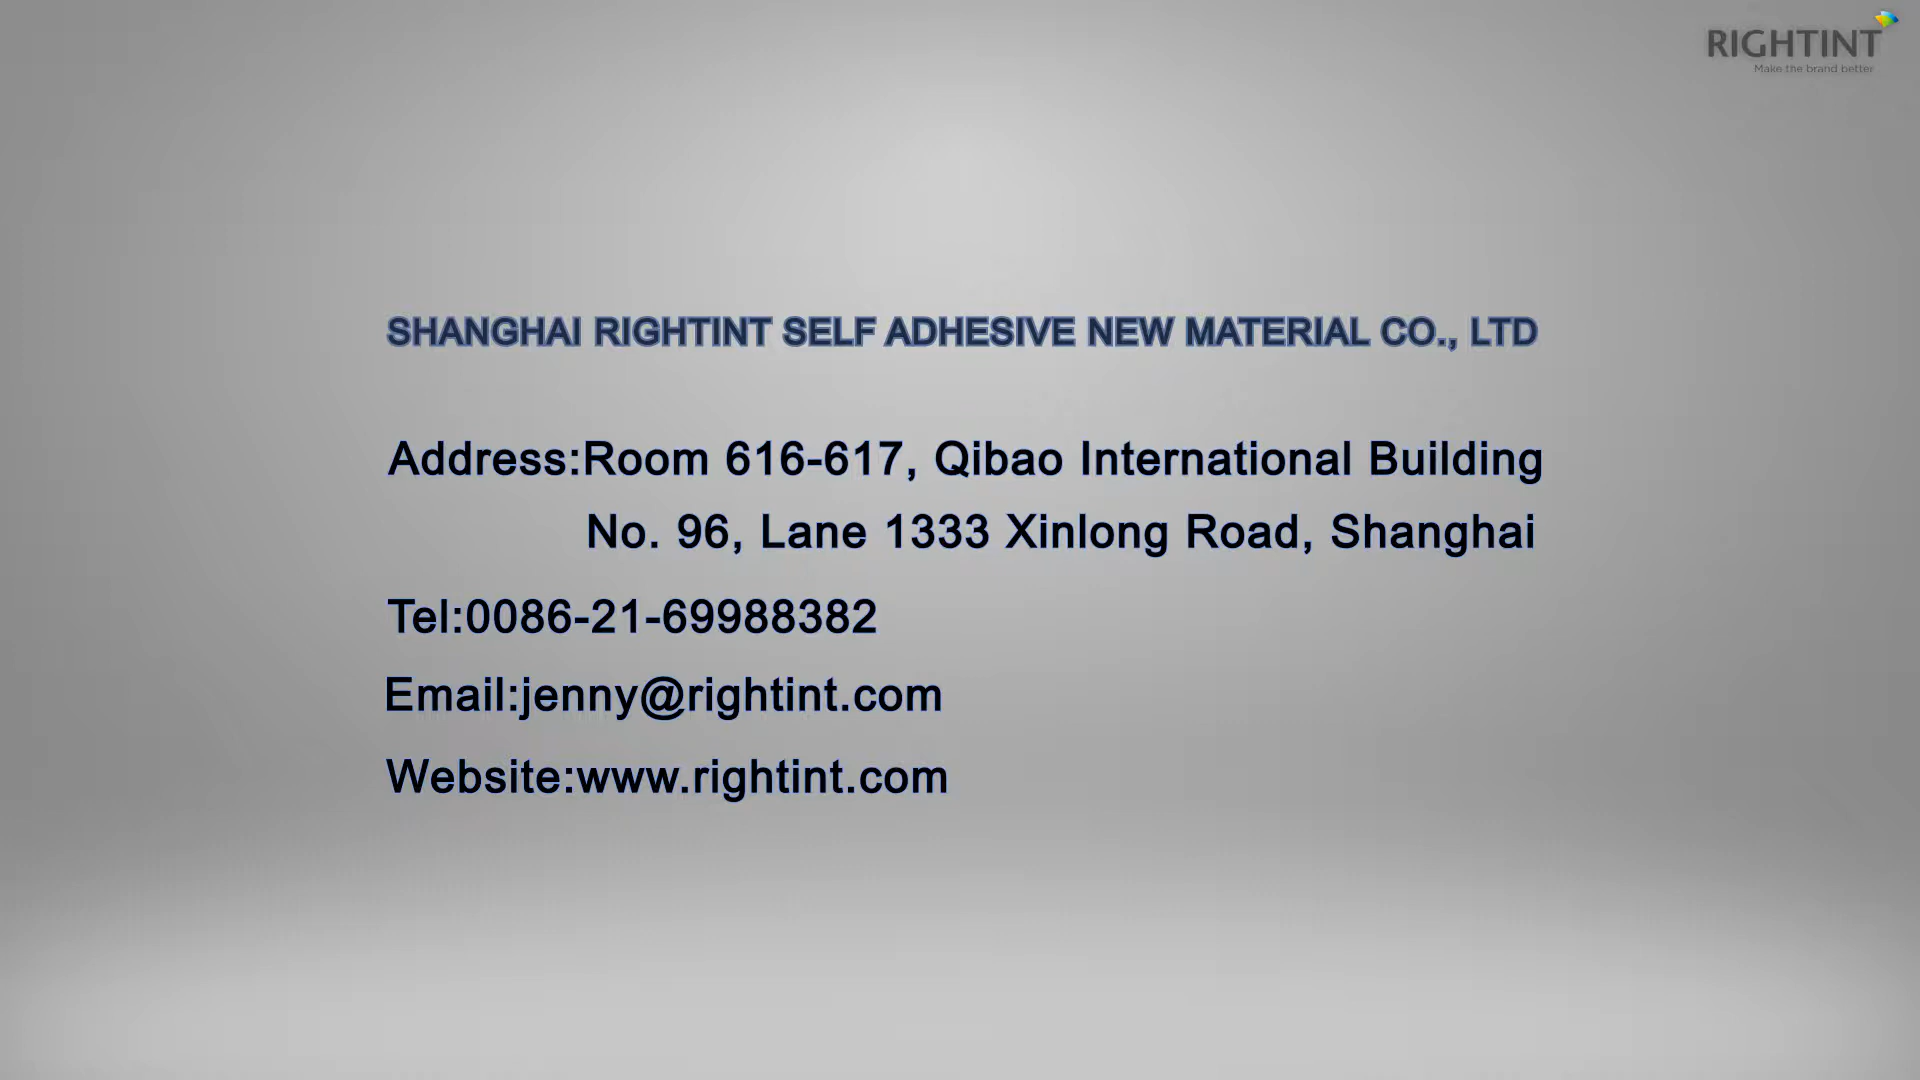 RIGHTINT
Make the brand better
SHANGHAI RIGHTINT SELF ADHESIVE NEW MATERIAL CO., LTD
Address:Room 616-617, Qibao International Building
No. 96, Lane 1333 Xinlong Road, Shanghai
Tel:0086-21-69988382
Email:jenny@rightint.com
Website:www.rightint.com